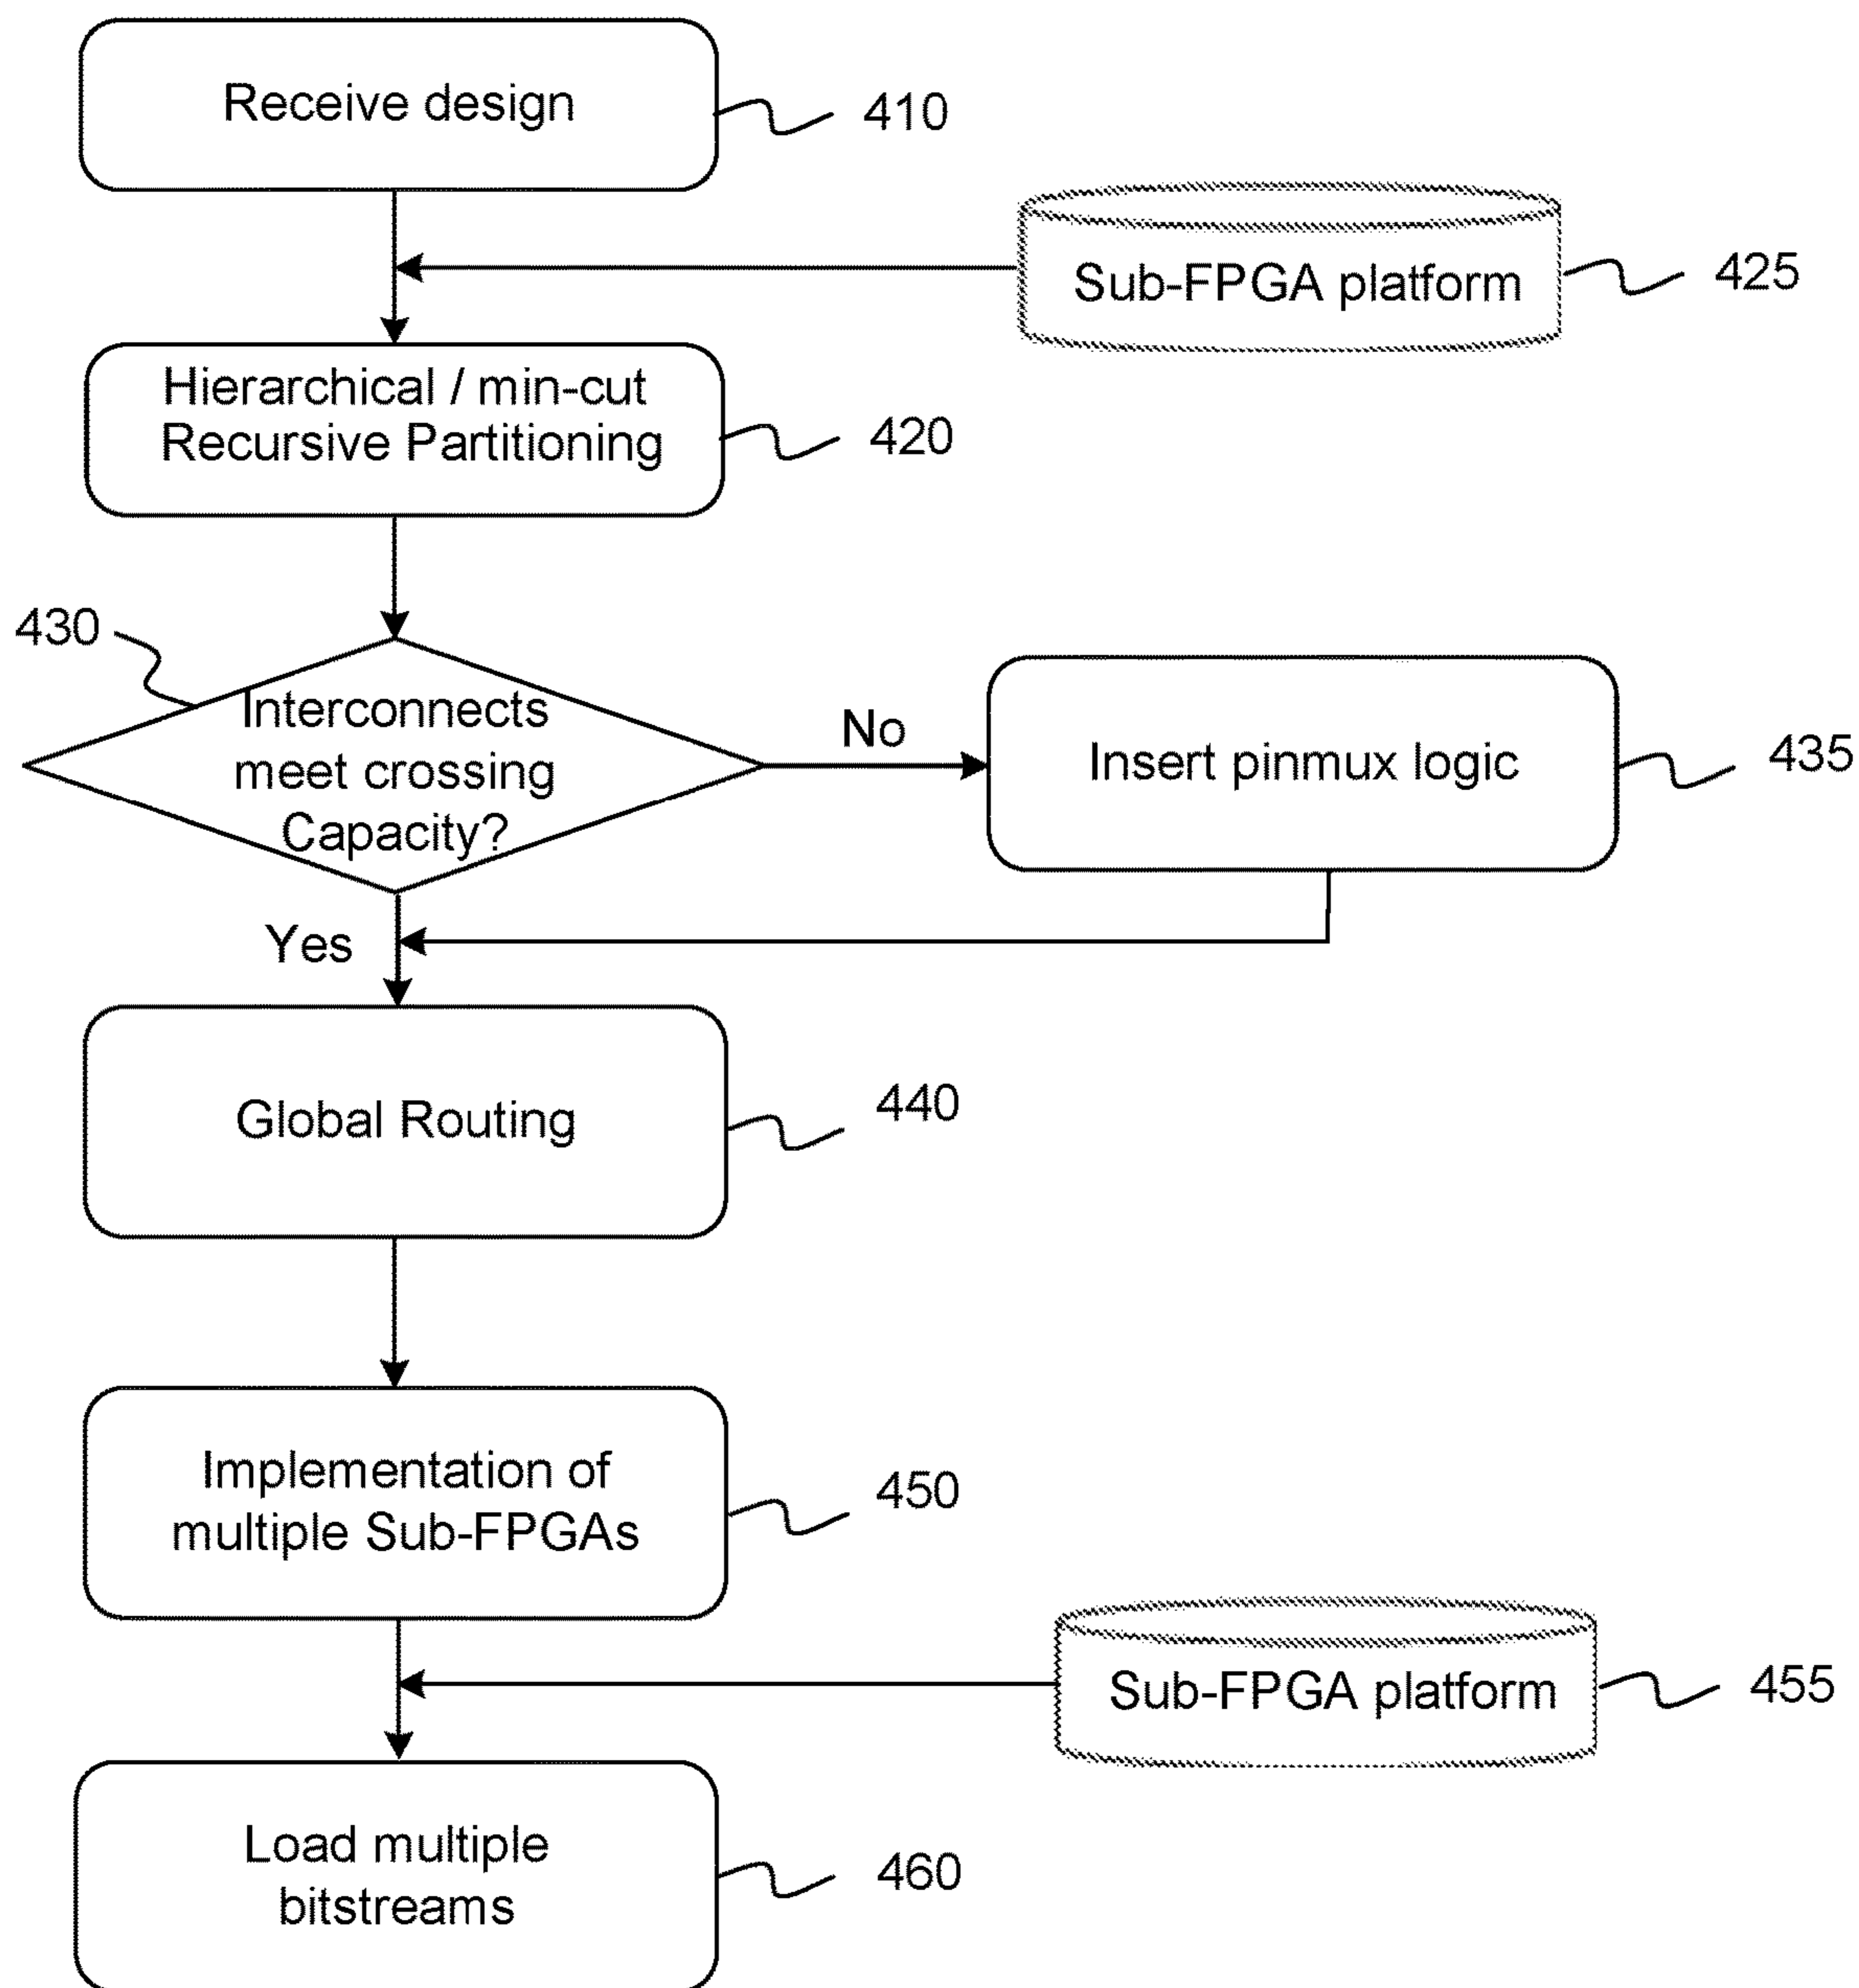 Receive design
410
Sub-FPGA platform
425
Hierarchical / min-cut
Recursive Partitioning
420
430
Interconnects
meet crossing
Capacity?
No
Insert pinmux logic
435
Yes
Global Routing
440
Implementation of
multiple Sub-FPGAs
450
Sub-FPGA platform
455
Load multiple
bitstreams
460